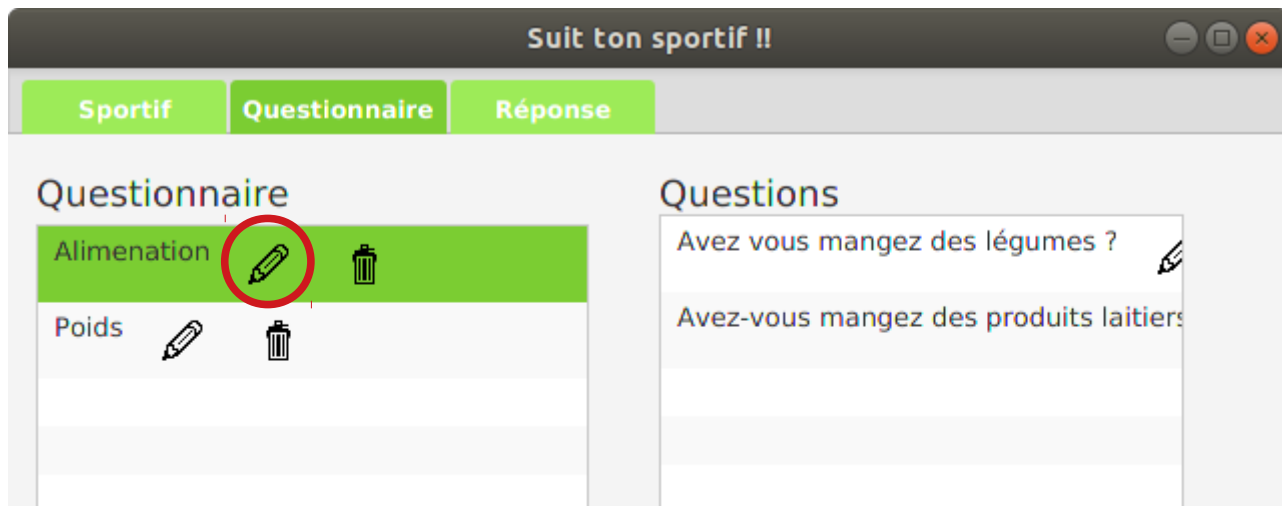 Suit ton sportif !!
Sportif Questionnaire Réponse
Questionnaire
Alimenation
Poids
Questions
Avez vous mangez des légumes ?
Avez-vous mangez des produits laitiers